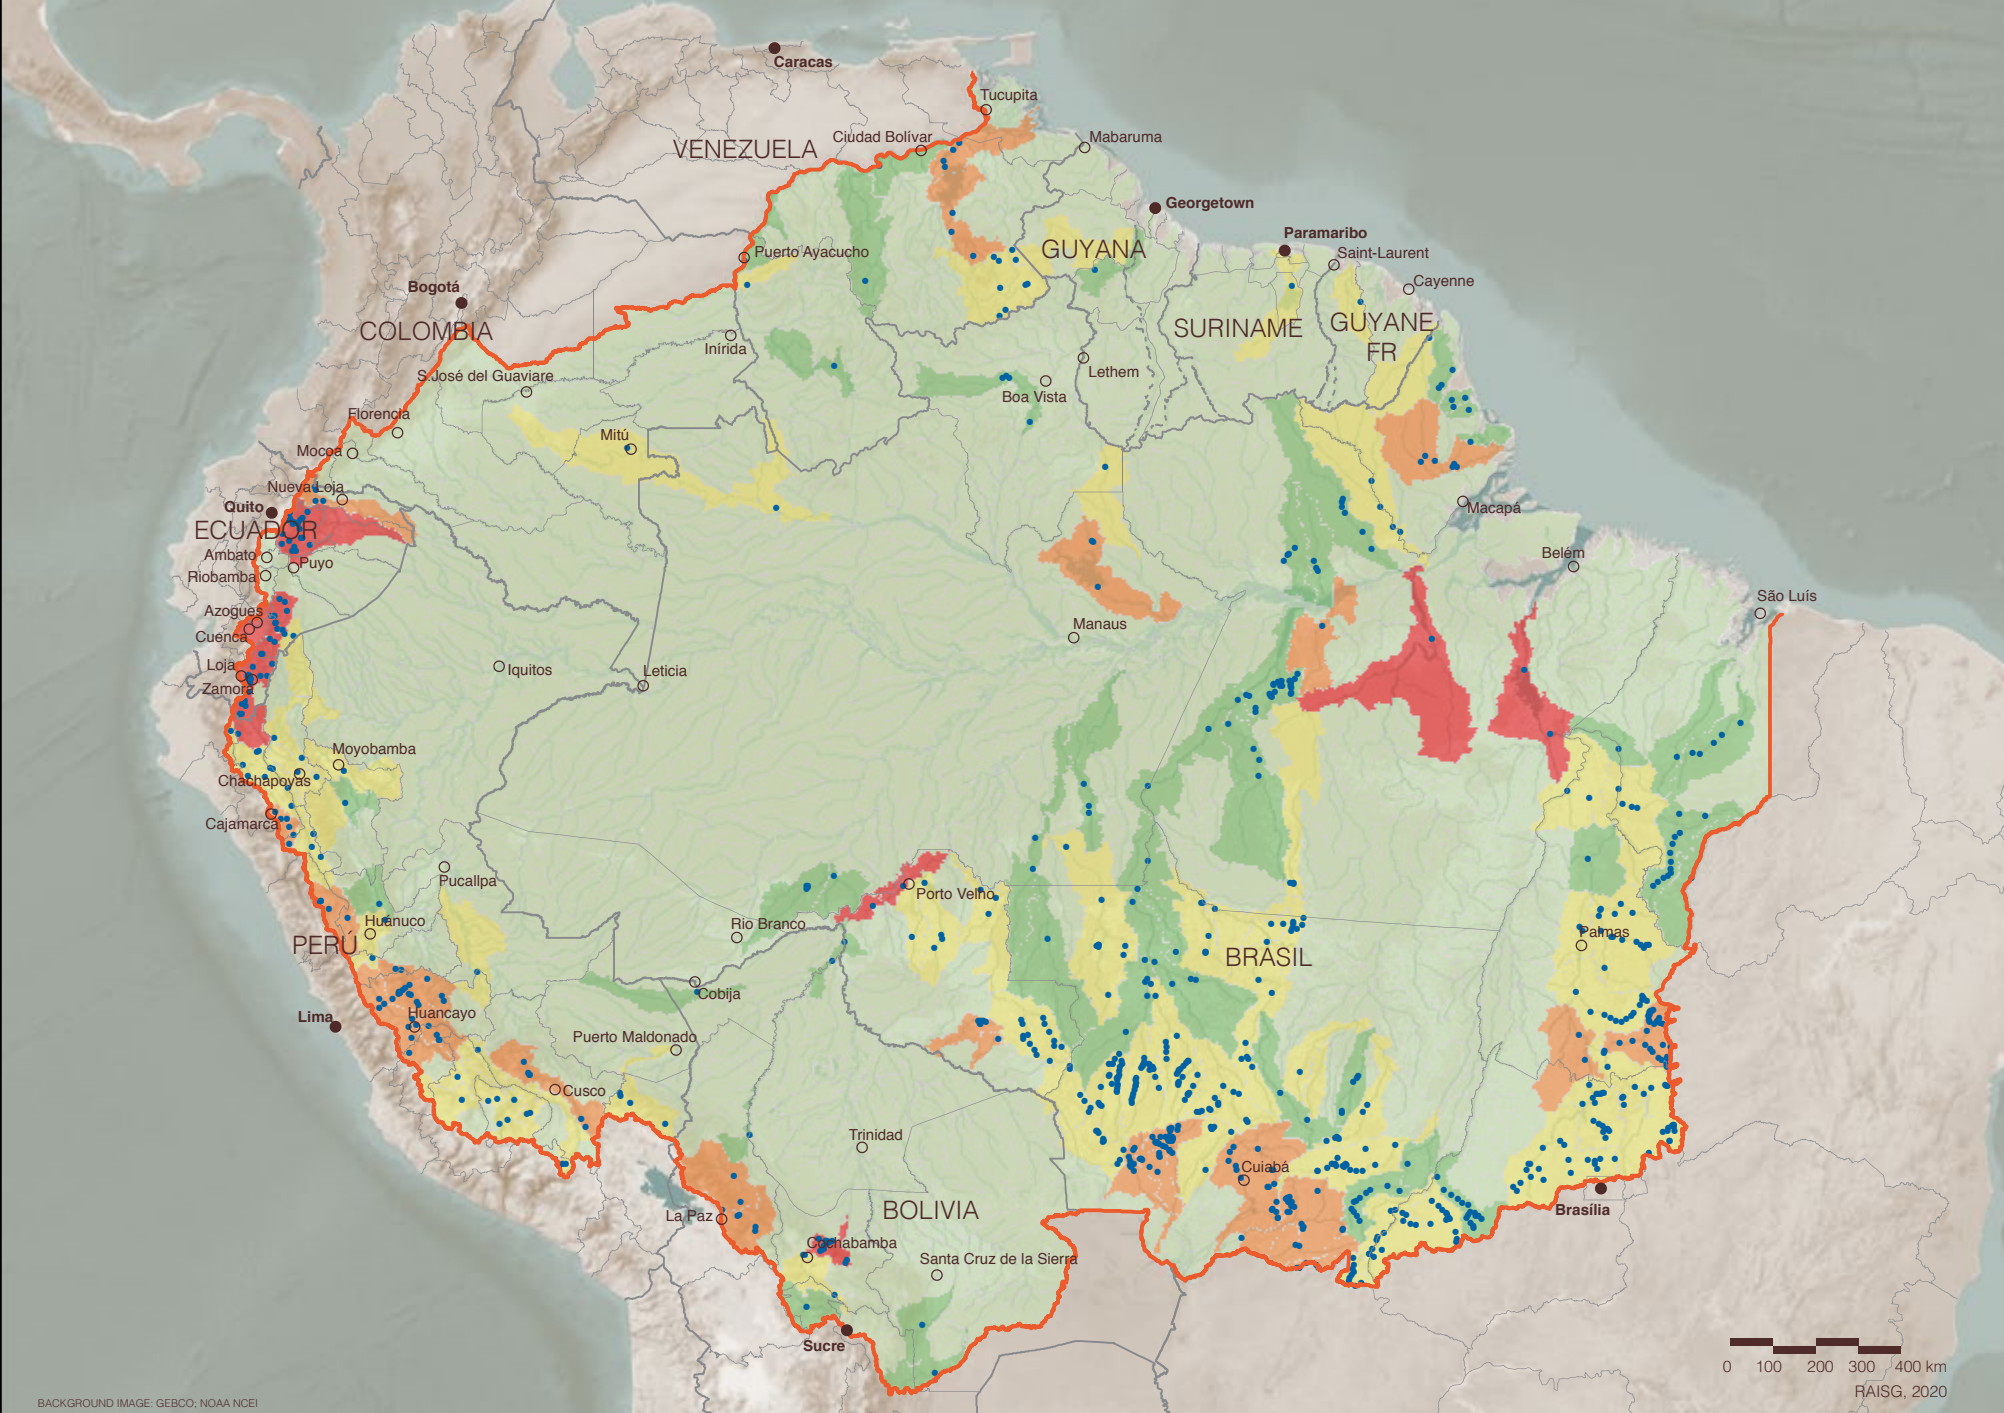 Caracas
Tucupita
VENEZUELA
Ciudad Bolívar
Mabaruma
Georgetown
Paramaribo
Puerto Ayacucho
GUYANA
Saint-Laurent
Cayenne
Bogotá
COLOMBIA
SURINAME
GUYANE
FR
Inírida
S.José del Guaviare
Lethem
Boa Vista
Florencia
Mitú
Mocoa
Nueva Loja
Quito
ECUADOR
Macapá
Ambato
Puyo
Riobamba
Belém
São Luís
Azogues
Cuenca
Manaus
Loja
Zamora
Iquitos
Leticia
Moyobamba
Chachapoyas
Cajamarca
Pucallpa
Porto Velho
Huánuco
Rio Branco
PERÚ
Palmas
BRASIL
Cobija
Lima
Huancayo
Puerto Maldonado
Cusco
Trinidad
Cuiabá
La Paz
BOLIVIA
Brasília
Cochabamba
Santa Cruz de la Sierra
Sucre
0 100 200 300 400 km
RAISG, 2020
BACKGROUND IMAGE: GEBCO; NOAA NCEI